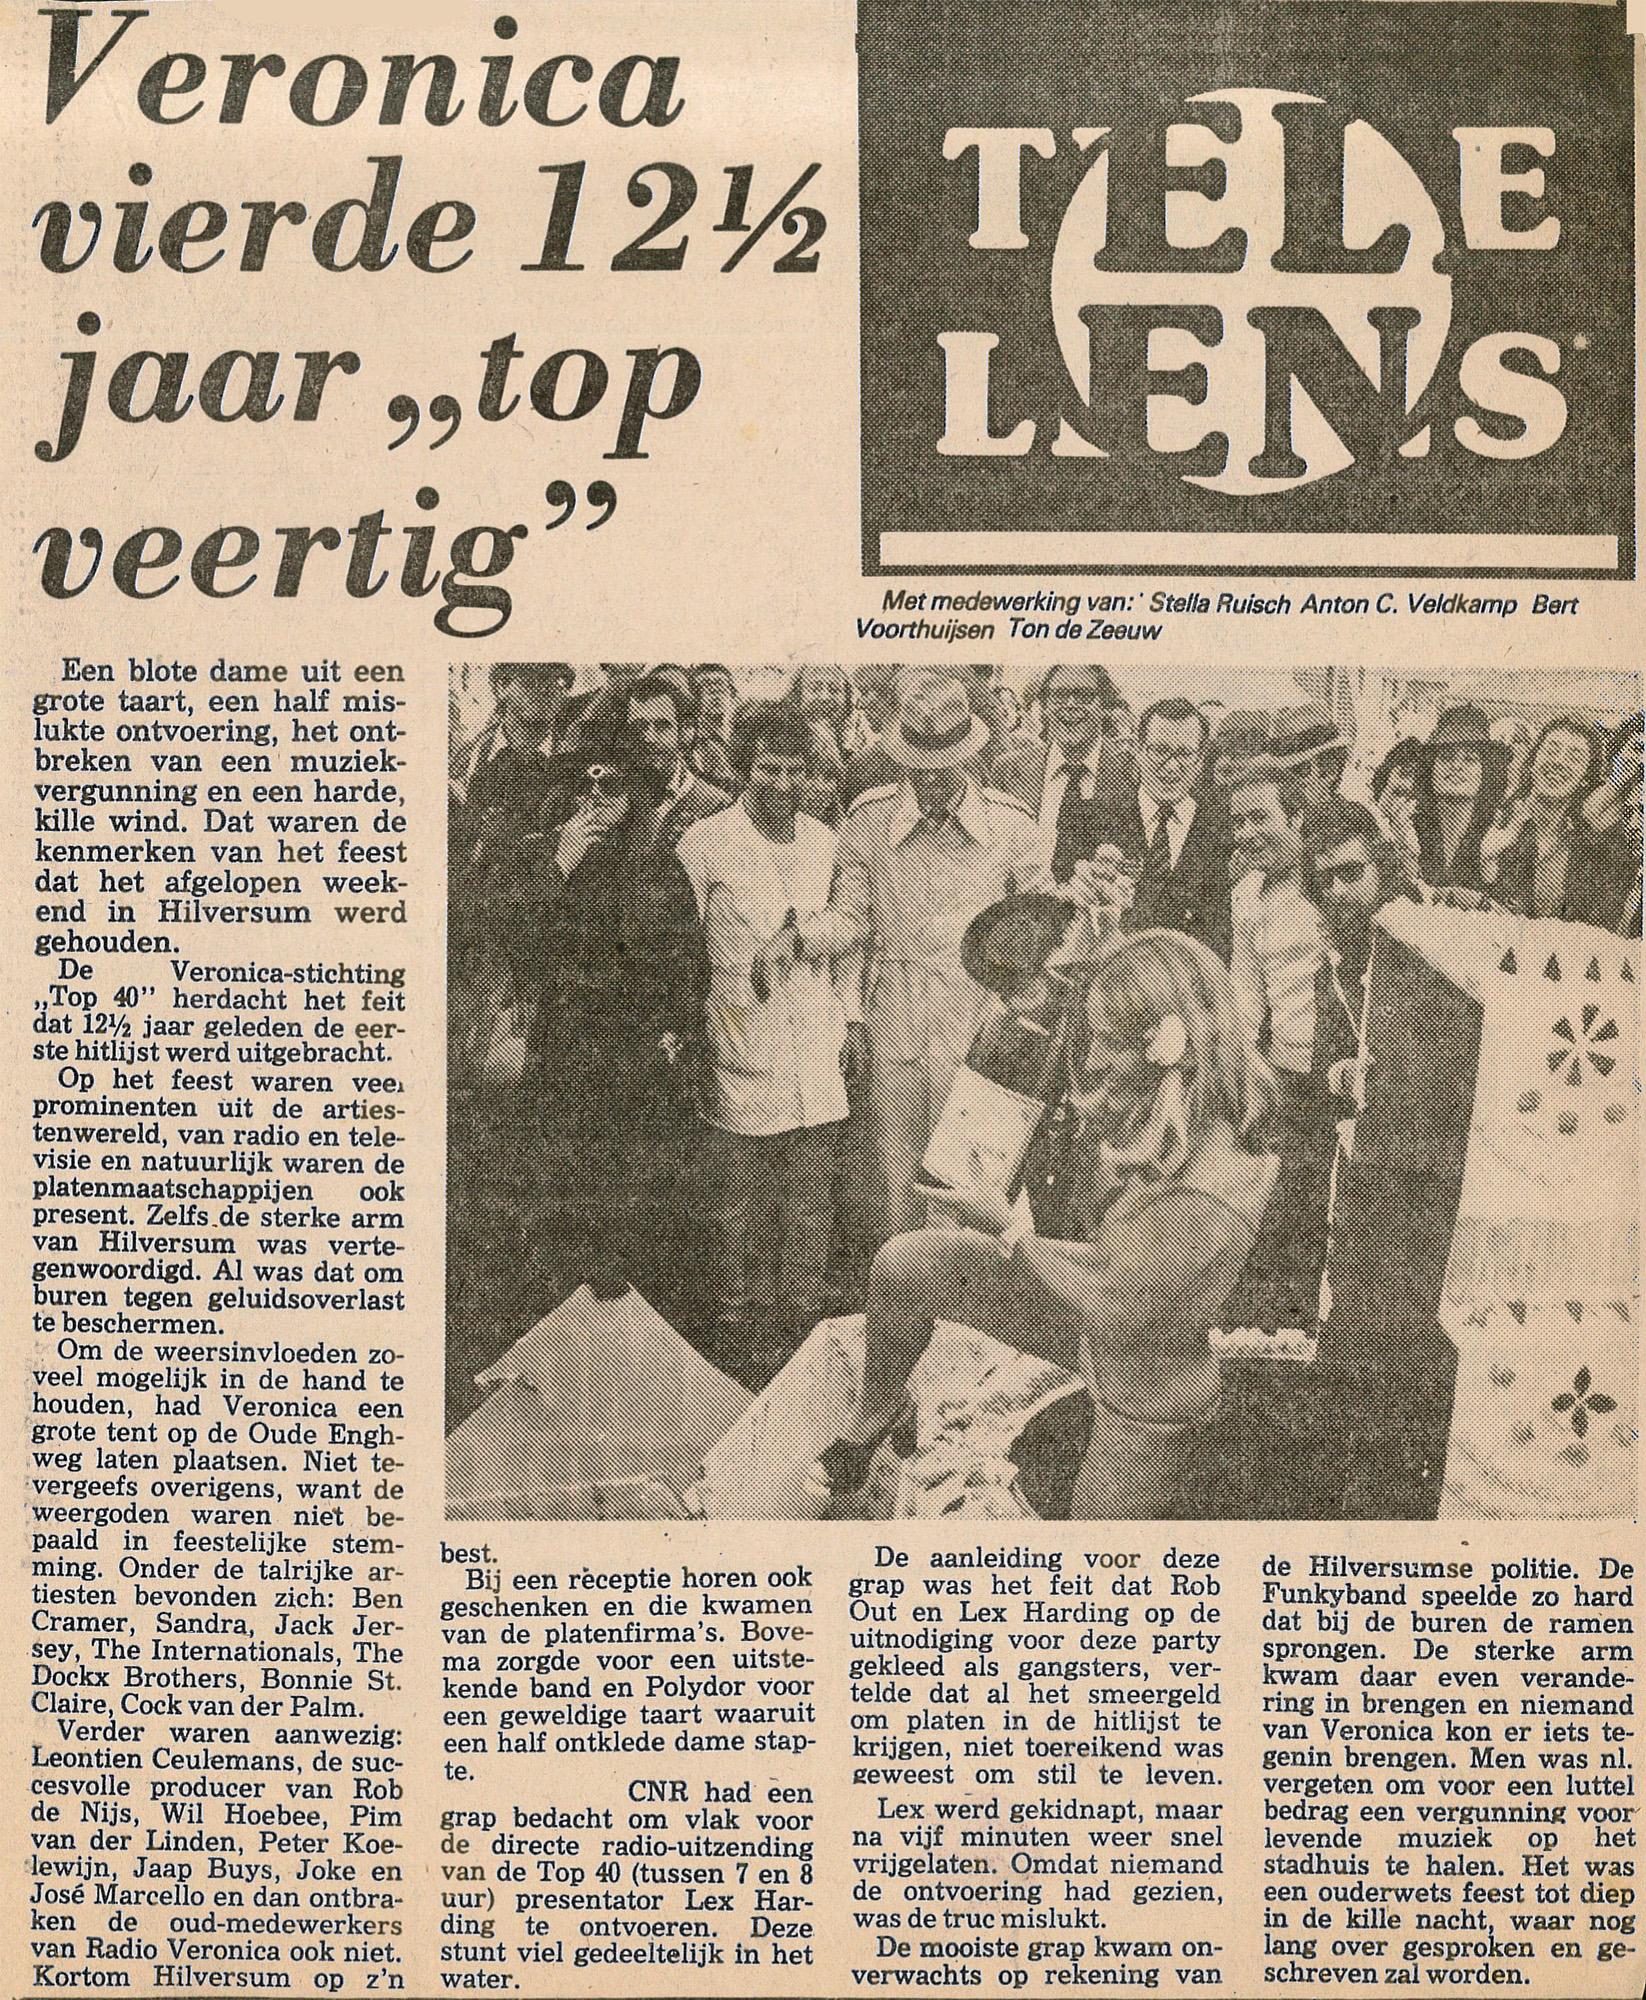 Veronica
vierde 12½
jaar „top
veertig”
TELE
LENS
Met medewerking van:' Stella Ruisch Anton C. Veldkamp Bert
Voorthuijsen Ton de Zeeuw
Een blote dame uit een
grote taart, een half mis-
lukte ontvoering, het ont-
breken van een muziek-
vergunning en een harde,
kille wind. Dat waren de
kenmerken van het feest
dat het afgelopen week-
end in Hilversum werd
gehouden.
De Veronica-stichting
„Top 40” herdacht het feit
dat 12½ jaar geleden de eer-
ste hitlijst werd uitgebracht.
Op het feest waren veel
prominenten uit de arties-
tenwereld, van radio en tele-
visie en natuurlijk waren de
platenmaatschappijen ook
present. Zelfs de sterke arm
van Hilversum was verte-
genwoordigd. Al was dat om
buren tegen geluidsoverlast
te beschermen.
Om de weersinvloeden zo-
veel mogelijk in de hand te
houden, had Veronica een
grote tent op de Oude Engh-
weg laten plaatsen. Niet te-
vergeefs overigens, want de
weergoden waren niet be-
paald in feestelijke stem-
ming. Onder de talrijke ar-
tiesten bevonden zich: Ben
Cramer, Sandra, Jack Jer-
sey, The Internationals, The
Dockx Brothers, Bonnie St.
Claire, Cock van der Palm.
Verder waren aanwezig:
Leontien Ceulemans, de suc-
cesvolle producer van Rob
de Nijs, Wil Hoebee, Pim
van der Linden, Peter Koe-
lewijn, Jaap Buys, Joke en
José Marcello en dan ontbra-
ken de oud-medewerkers
van Radio Veronica ook niet.
Kortom Hilversum op z'n
best.
Bij een receptie horen ook
geschenken en die kwamen
van de platenfirma's. Bove-
ma zorgde voor een uitste-
kende band en Polydor voor
een geweldige taart waaruit
een half ontklede dame stap-
te.
CNR had een
grap bedacht om vlak voor
de directe radio-uitzending
van de Top 40 (tussen 7 en 8
uur) presentator Lex Har-
ding te ontvoeren. Deze
stunt viel gedeeltelijk in het
water.
De aanleiding voor deze
grap was het feit dat Rob
Out en Lex Harding op de
uitnodiging voor deze party
gekleed als gangsters, ver-
telde dat al het smeergeld
om platen in de hitlijst te
krijgen, niet toereikend was
geweest om stil te leven.
Lex werd gekidnapt, maar
na vijf minuten weer snel
vrijgelaten. Omdat niemand
de ontvoering had gezien,
was de truc mislukt.
De mooiste grap kwam on-
verwachts op rekening van
de Hilversumse politie. De
Funkyband speelde zo hard
dat bij de buren de ramen
sprongen. De sterke arm
kwam daar even verande-
ring in brengen en niemand
van Veronica kon er iets te-
genin brengen. Men was nl.
vergeten om voor een luttel
bedrag een vergunning voor
levende muziek op het
stadhuis te halen. Het was
een ouderwets feest tot diep
in de kille nacht, waar nog
lang over gesproken en ge-
schreven zal worden.